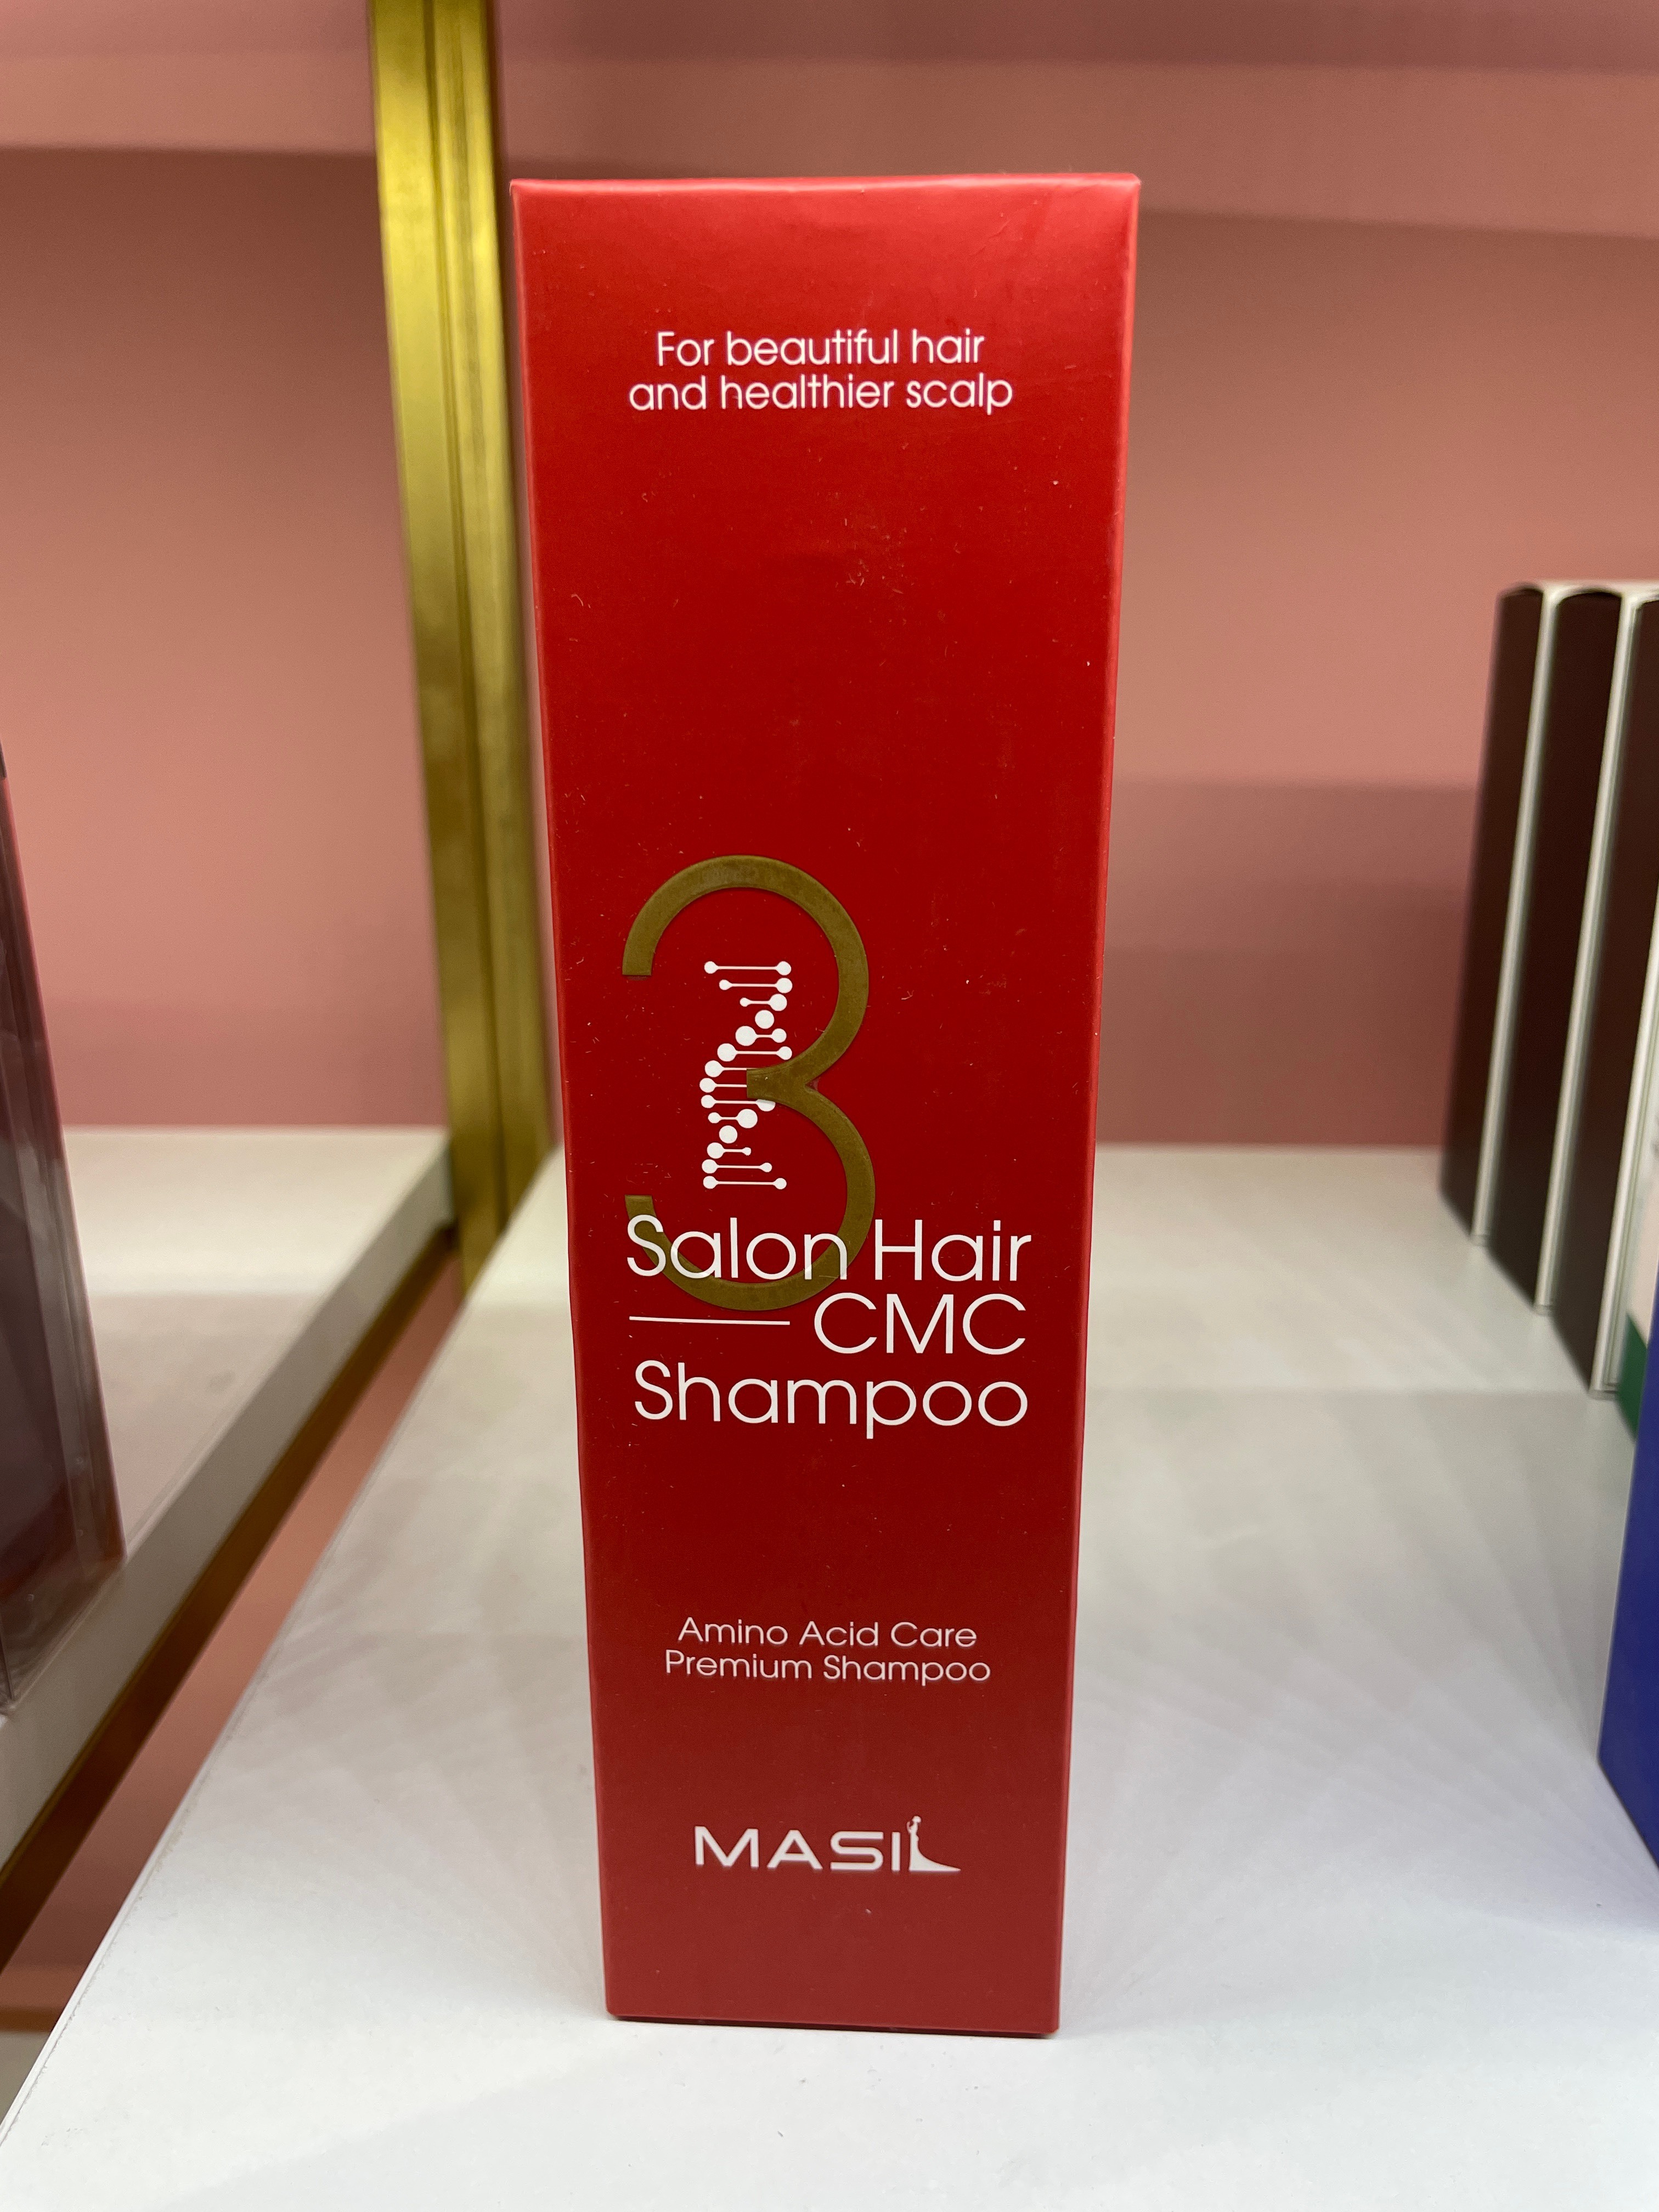 For beautiful hair
and healthier scalp
3
Salon Hair
CMC
Shampoo
Amino Acid Care
Premium Shampoo
MASIL